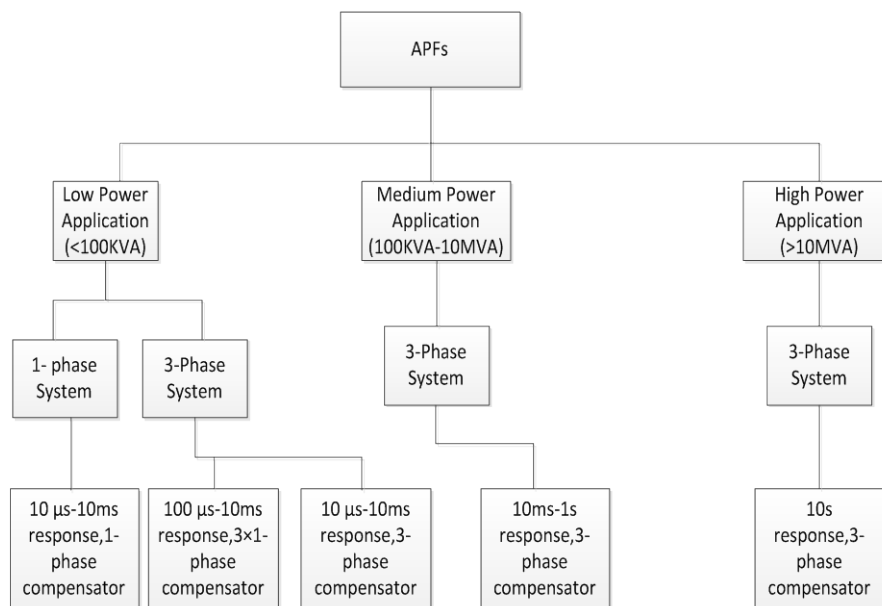 APFs
Low Power
Application
(<100KVA)
Medium Power
Application
(100KVA-10MVA)
High Power
Application
(>10MVA)
1- phase
System
3-Phase
System
3-Phase
System
3-Phase
System
10 µs-10ms
response,1-
phase
compensator
100 µs-10ms
response,3×1-
phase
compensator
10 µs-10ms
response,3-
phase
compensator
10ms-1s
response,3-
phase
compensator
10s
response,3-
phase
compensator